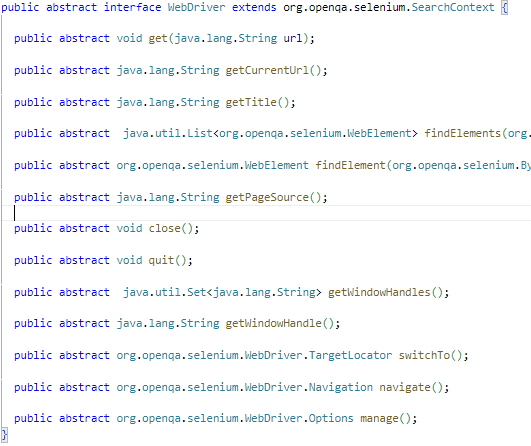 public abstract interface WebDriver extends org.openqa.selenium.SearchContext {
public abstract void get(java.lang.String url);
public abstract java.lang.String getCurrentUrl();
public abstract java.lang.String getTitle();
public abstract  java.util.List<org.openqa.selenium.WebElement> findElements(org.
public abstract org.openqa.selenium.WebElement findElement(org.openqa.selenium.By
public abstract java.lang.String getPageSource();
public abstract void close();
public abstract void quit();
public abstract  java.util.Set<java.lang.String> getWindowHandles();
public abstract java.lang.String getWindowHandle();
public abstract org.openqa.selenium.WebDriver.TargetLocator switchTo();
public abstract org.openqa.selenium.WebDriver.Navigation navigate();
public abstract org.openqa.selenium.WebDriver.Options manage();
}